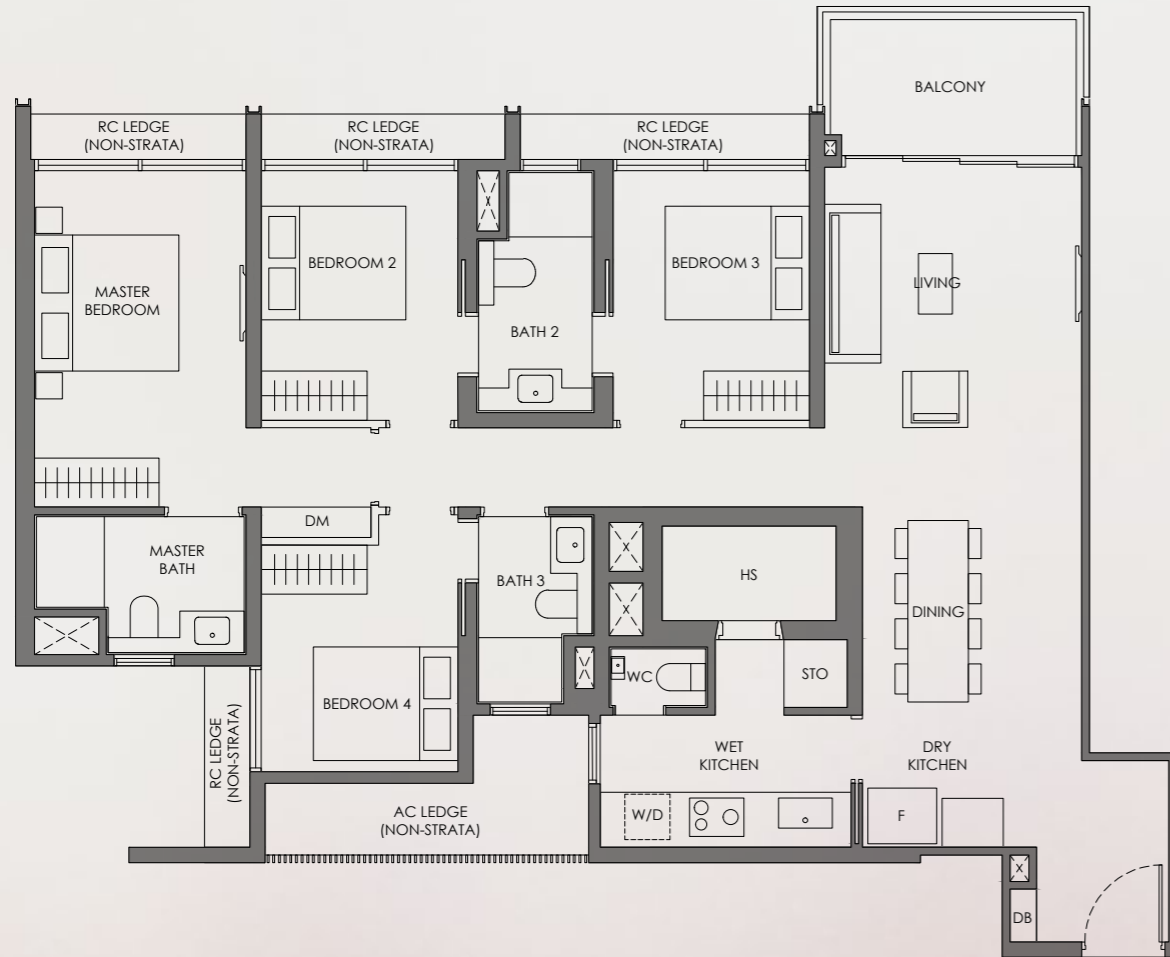 BALCONY
RC LEDGE
(NON-STRATA)
RC LEDGE
(NON-STRATA)
RC LEDGE
(NON-STRATA)
X
X
MASTER
BEDROOM
BEDROOM 2
BEDROOM 3
LIVING
BATH 2
DM
MASTER
BATH
BATH 3
X
X
HS
DINING
X
X
WC
STO
BEDROOM 4
RC LEDGE
(NON-STRATA)
WET
KITCHEN
DRY
KITCHEN
AC LEDGE
(NON-STRATA)
W/D
F
X
DB